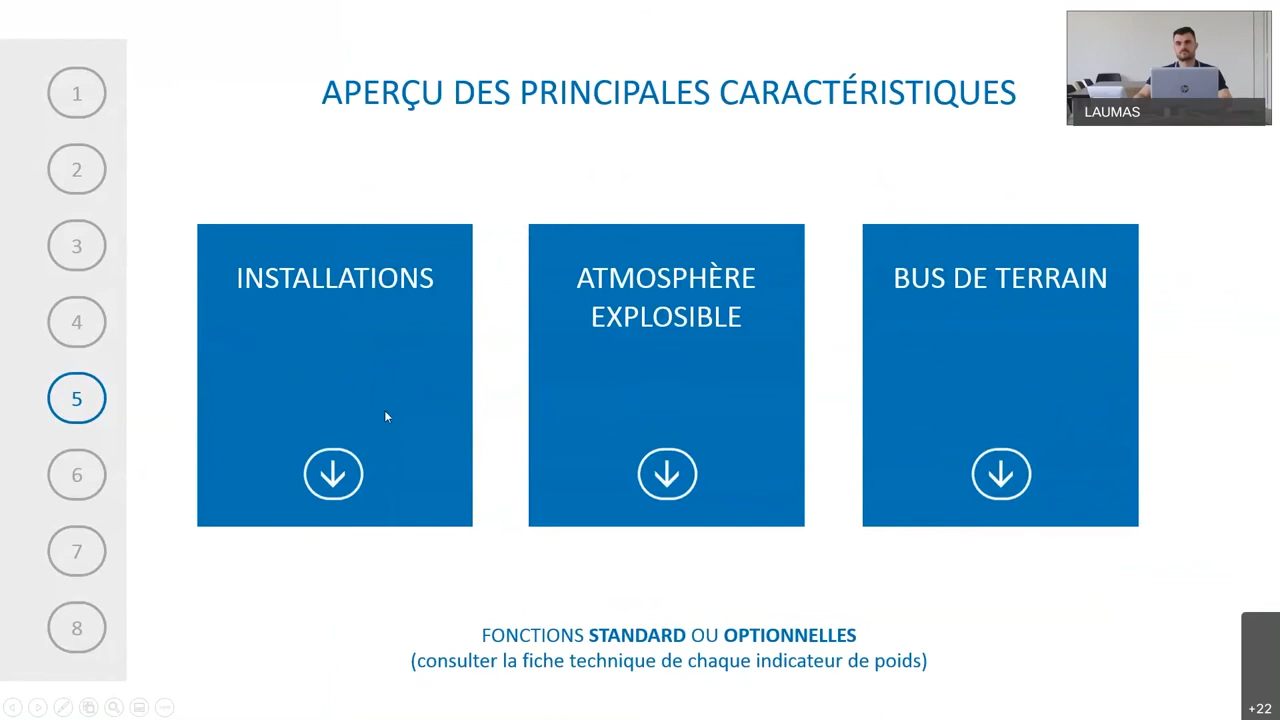 1
2
3
4
5
6
7
8
APERÇU DES PRINCIPALES CARACTÉRISTIQUES
LAUMAS
INSTALLATIONS
ATMOSPHÈRE
EXPLOSIBLE
BUS DE TERRAIN
FONCTIONS STANDARD OU OPTIONNELLES
(consulter la fiche technique de chaque indicateur de poids)
+22